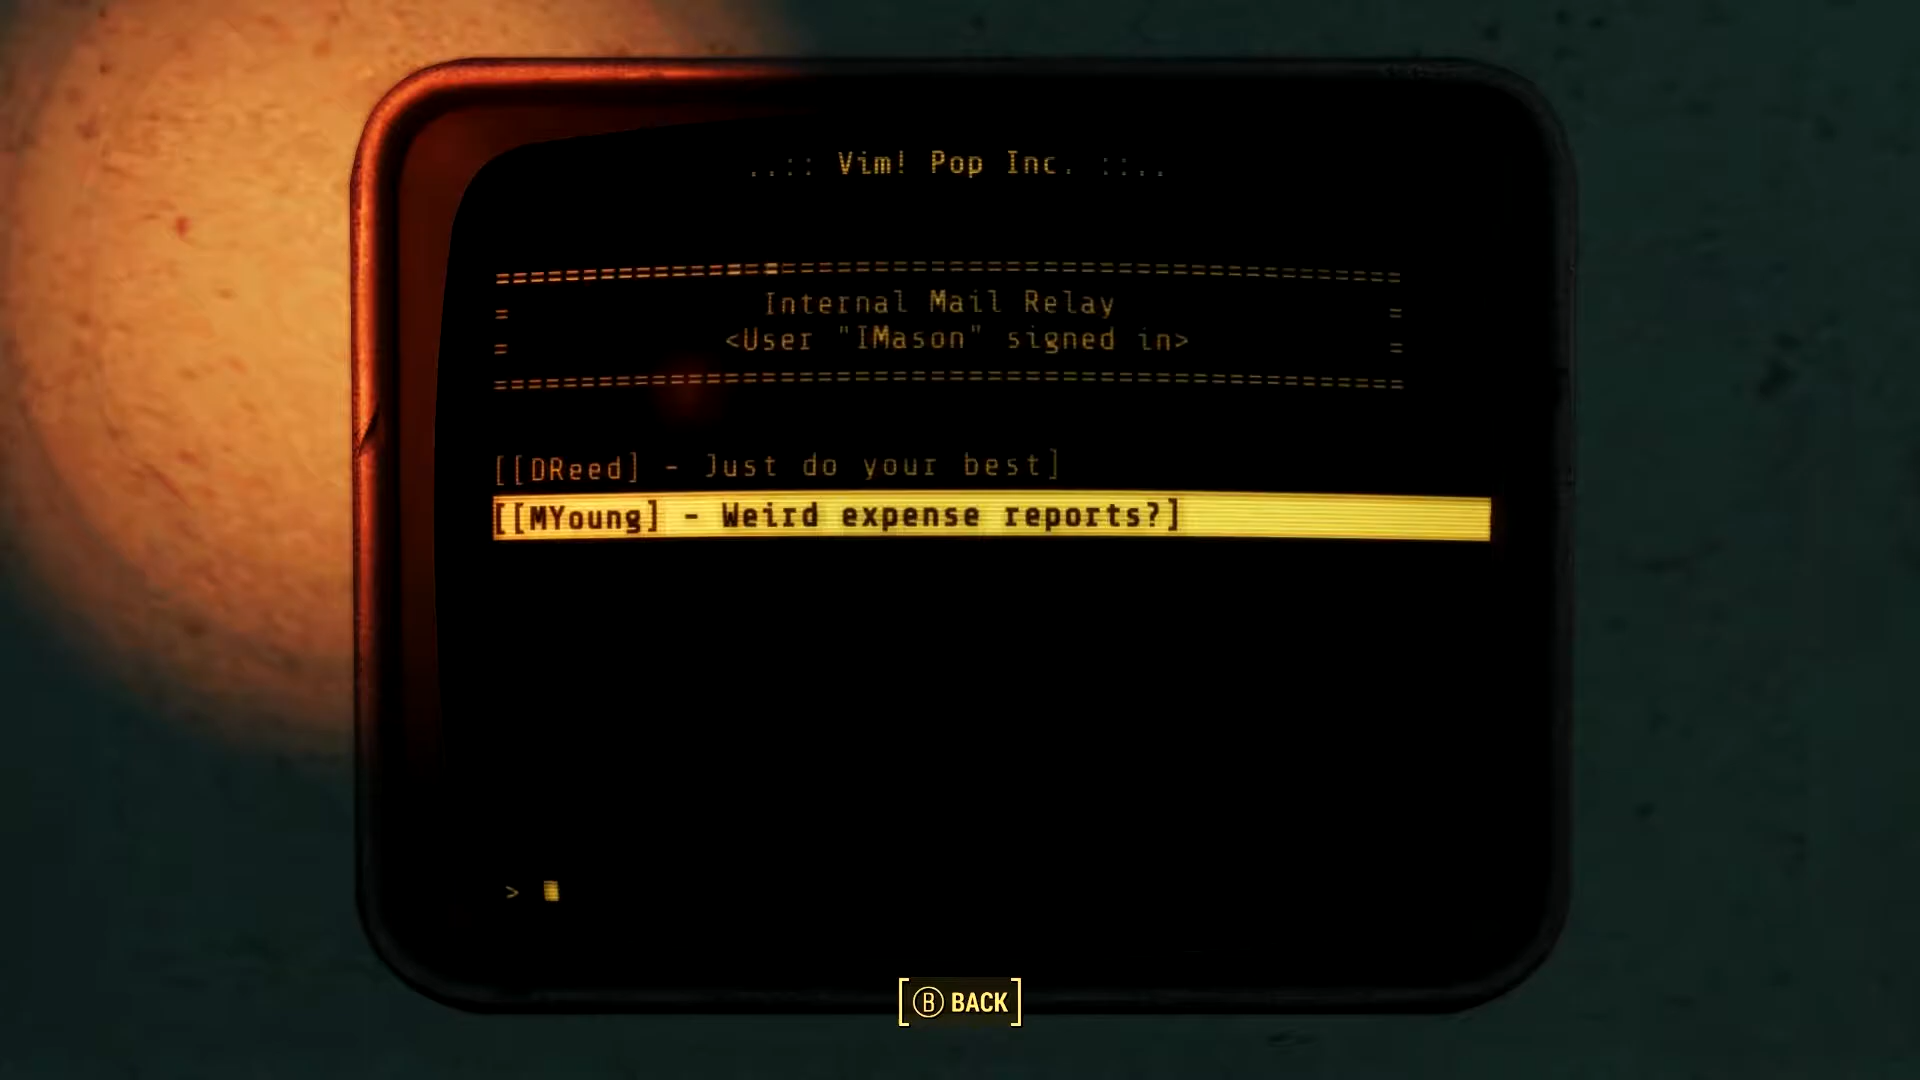 ..:: Vim! Pop Inc. ::..
====================================================
= Internal Mail Relay =
= <User "IMason" signed in> =
====================================================
[[DReed] - Just do your best]
[[MYoung] - Weird expense reports?]
>
[Ⓑ BACK]